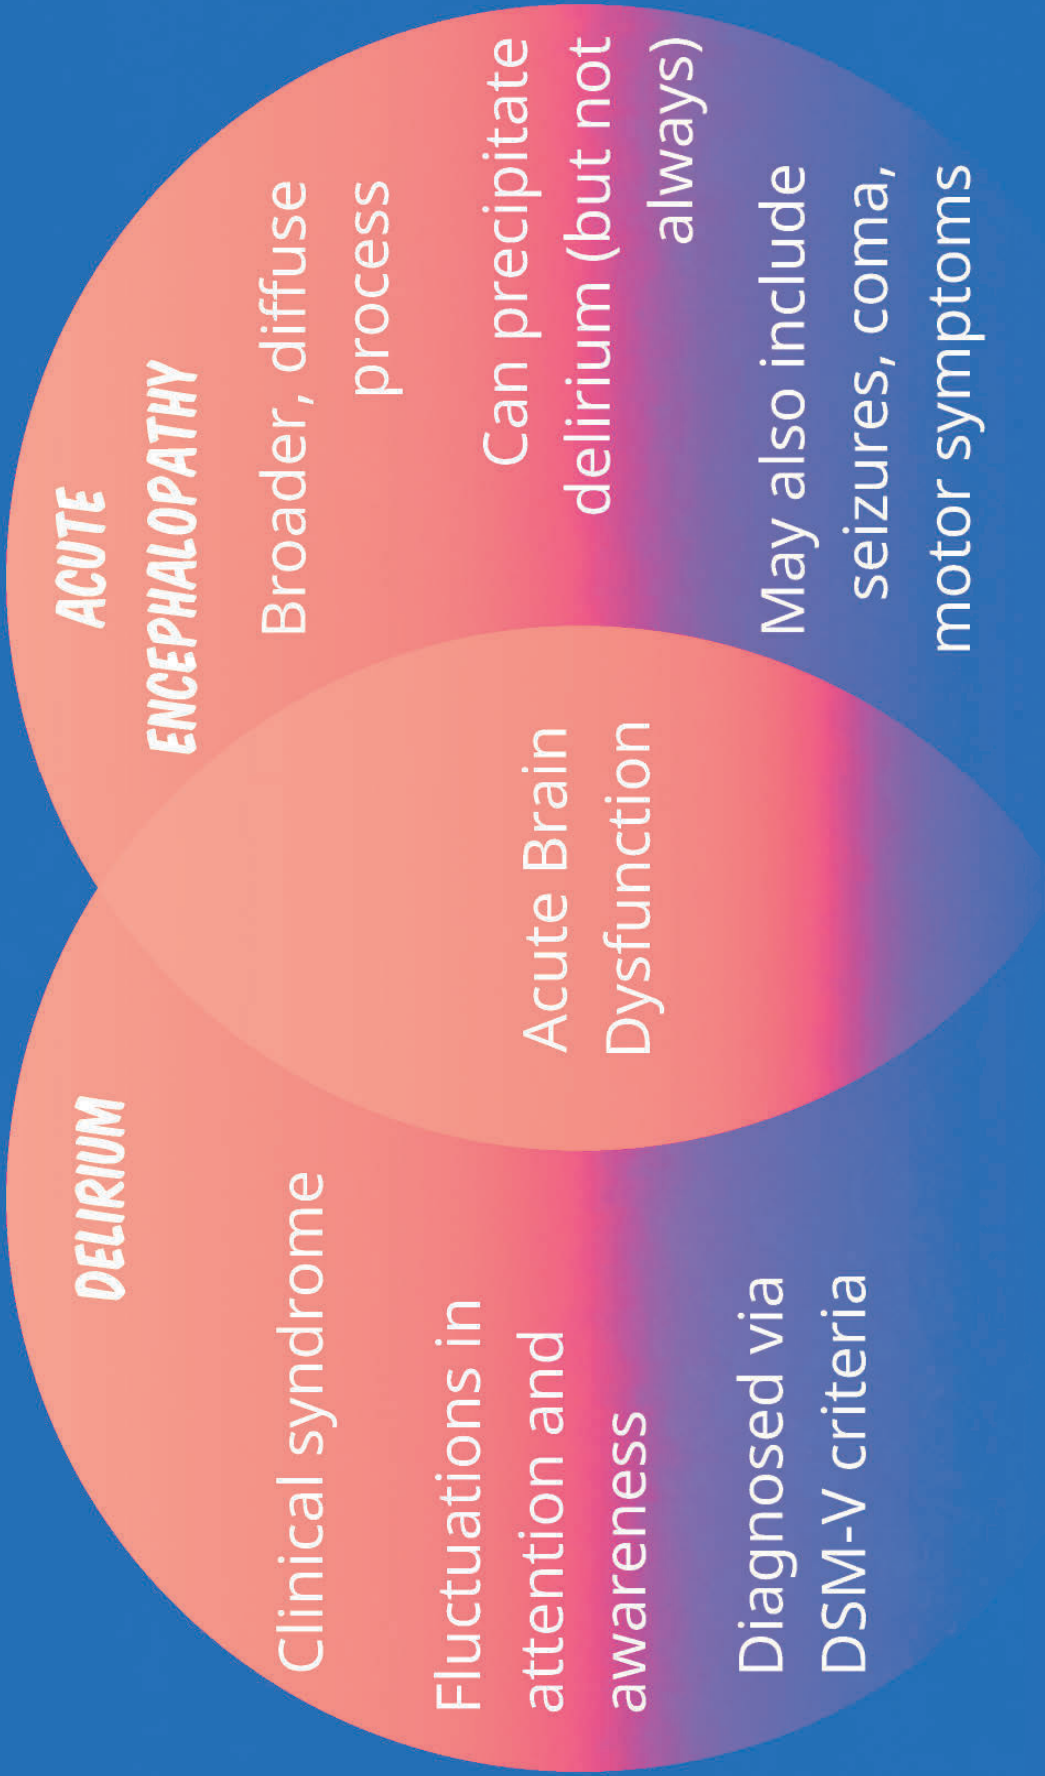 DELIRIUM
Clinical syndrome
Fluctuations in
attention and
awareness
Diagnosed via
DSM-V criteria
Acute Brain
Dysfunction
ACUTE
ENCEPHALOPATHY
Broader, diffuse
process
Can precipitate
delirium (but not
always)
May also include
seizures, coma,
motor symptoms